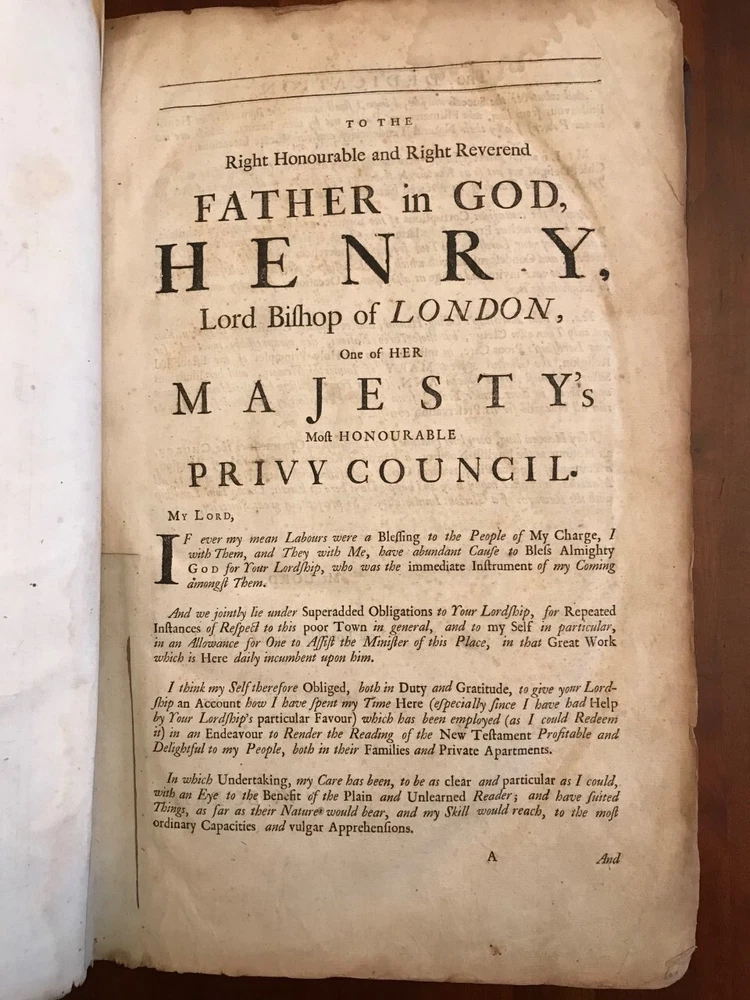 TO THE
Right Honourable and Right Reverend
FATHER in GOD,
HENRY,
Lord Biſhop of LONDON,
One of HER
MAJESTY's
Moſt HONOURABLE
PRIVY COUNCIL.
MY LORD,
IF ever my mean Labours were a Bleſſing to the People of My Charge, I
with Them, and They with Me, have abundant Cauſe to Bleſs Almighty
GOD for Your Lordſhip, who was the immediate Inſtrument of my Coming
amongſt Them.
And we jointly lie under Superadded Obligations to Your Lordſhip, for Repeated
Inſtances of Reſpect to this poor Town in general, and to my Self in particular,
in an Allowance for One to Aſſiſt the Miniſter of this Place, in that Great Work
which is Here daily incumbent upon him.
I think my Self therefore Obliged, both in Duty and Gratitude, to give your Lord-
ſhip an Account how I have ſpent my Time Here (eſpecially ſince I have had Help
by Your Lordſhip's particular Favour) which has been employed (as I could Redeem
it) in an Endeavour to Render the Reading of the New Teſtament Profitable and
Delightful to my People, both in their Families and Private Apartments.
In which Undertaking, my Care has been, to be as clear and particular as I could,
with an Eye to the Benefit of the Plain and Unlearned Reader; and have ſuited
Things, as far as their Natures would bear, and my Skill would reach, to the moſt
ordinary Capacities and vulgar Apprehenſions.
A And